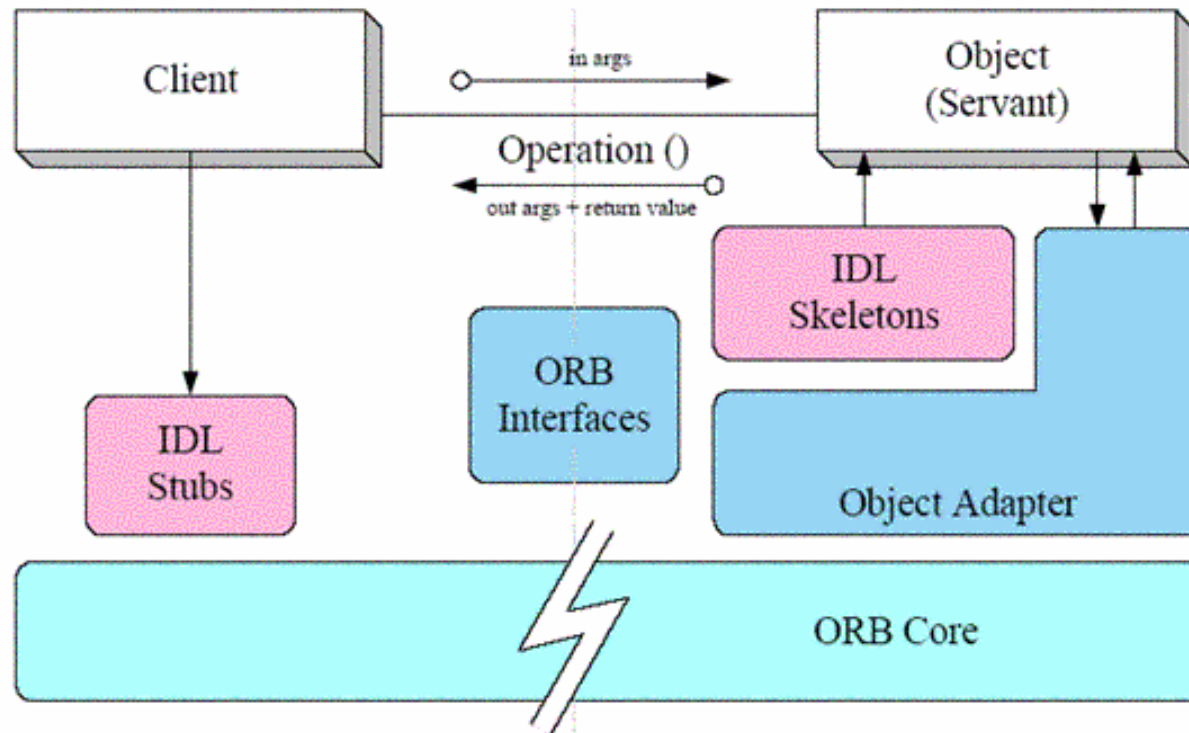 Client
in args
Object
(Servant)
Operation ()
out args + return value
IDL
Skeletons
ORB
Interfaces
IDL
Stubs
Object Adapter
ORB Core